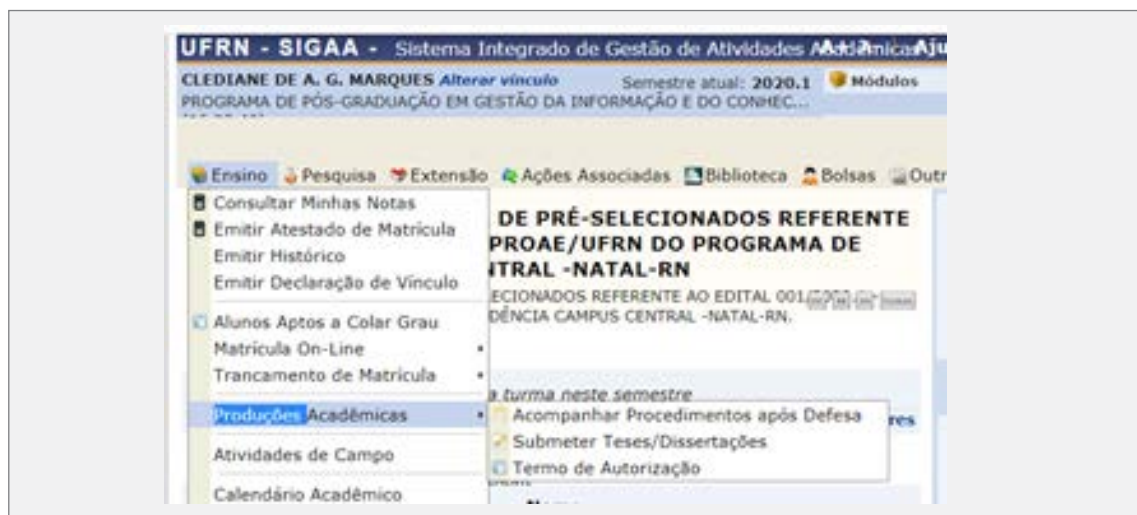 UFRN - SIGAA - Sistema Integrado de Gestão de Atividades
CLEDIANE DE A. G. MARQUES Alterar vínculo Semestre atual: 2020.1 Módulos
PROGRAMA DE PÓS-GRADUAÇÃO EM GESTÃO DA INFORMAÇÃO E DO CONHEC...
Ensino Pesquisa Extensão Ações Associadas Biblioteca Bolsas Outr
Consultar Minhas Notas
Emitir Atestado de Matrícula
Emitir Histórico
Emitir Declaração de Vínculo
Alunos Aptos a Colar Grau
Matrícula On-Line
Trancamento de Matrícula
Produções Acadêmicas
Atividades de Campo
Calendário Acadêmico
DE PRÉ-SELECIONADOS REFERENTE
PROAE/UFRN DO PROGRAMA DE
NTRAL -NATAL-RN
ECIONADOS REFERENTE AO EDITAL 001
DÊNCIA CAMPUS CENTRAL -NATAL-RN.
a turma neste semestre
Acompanhar Procedimentos após Defesa
Submeter Teses/Dissertações
Termo de Autorização
res